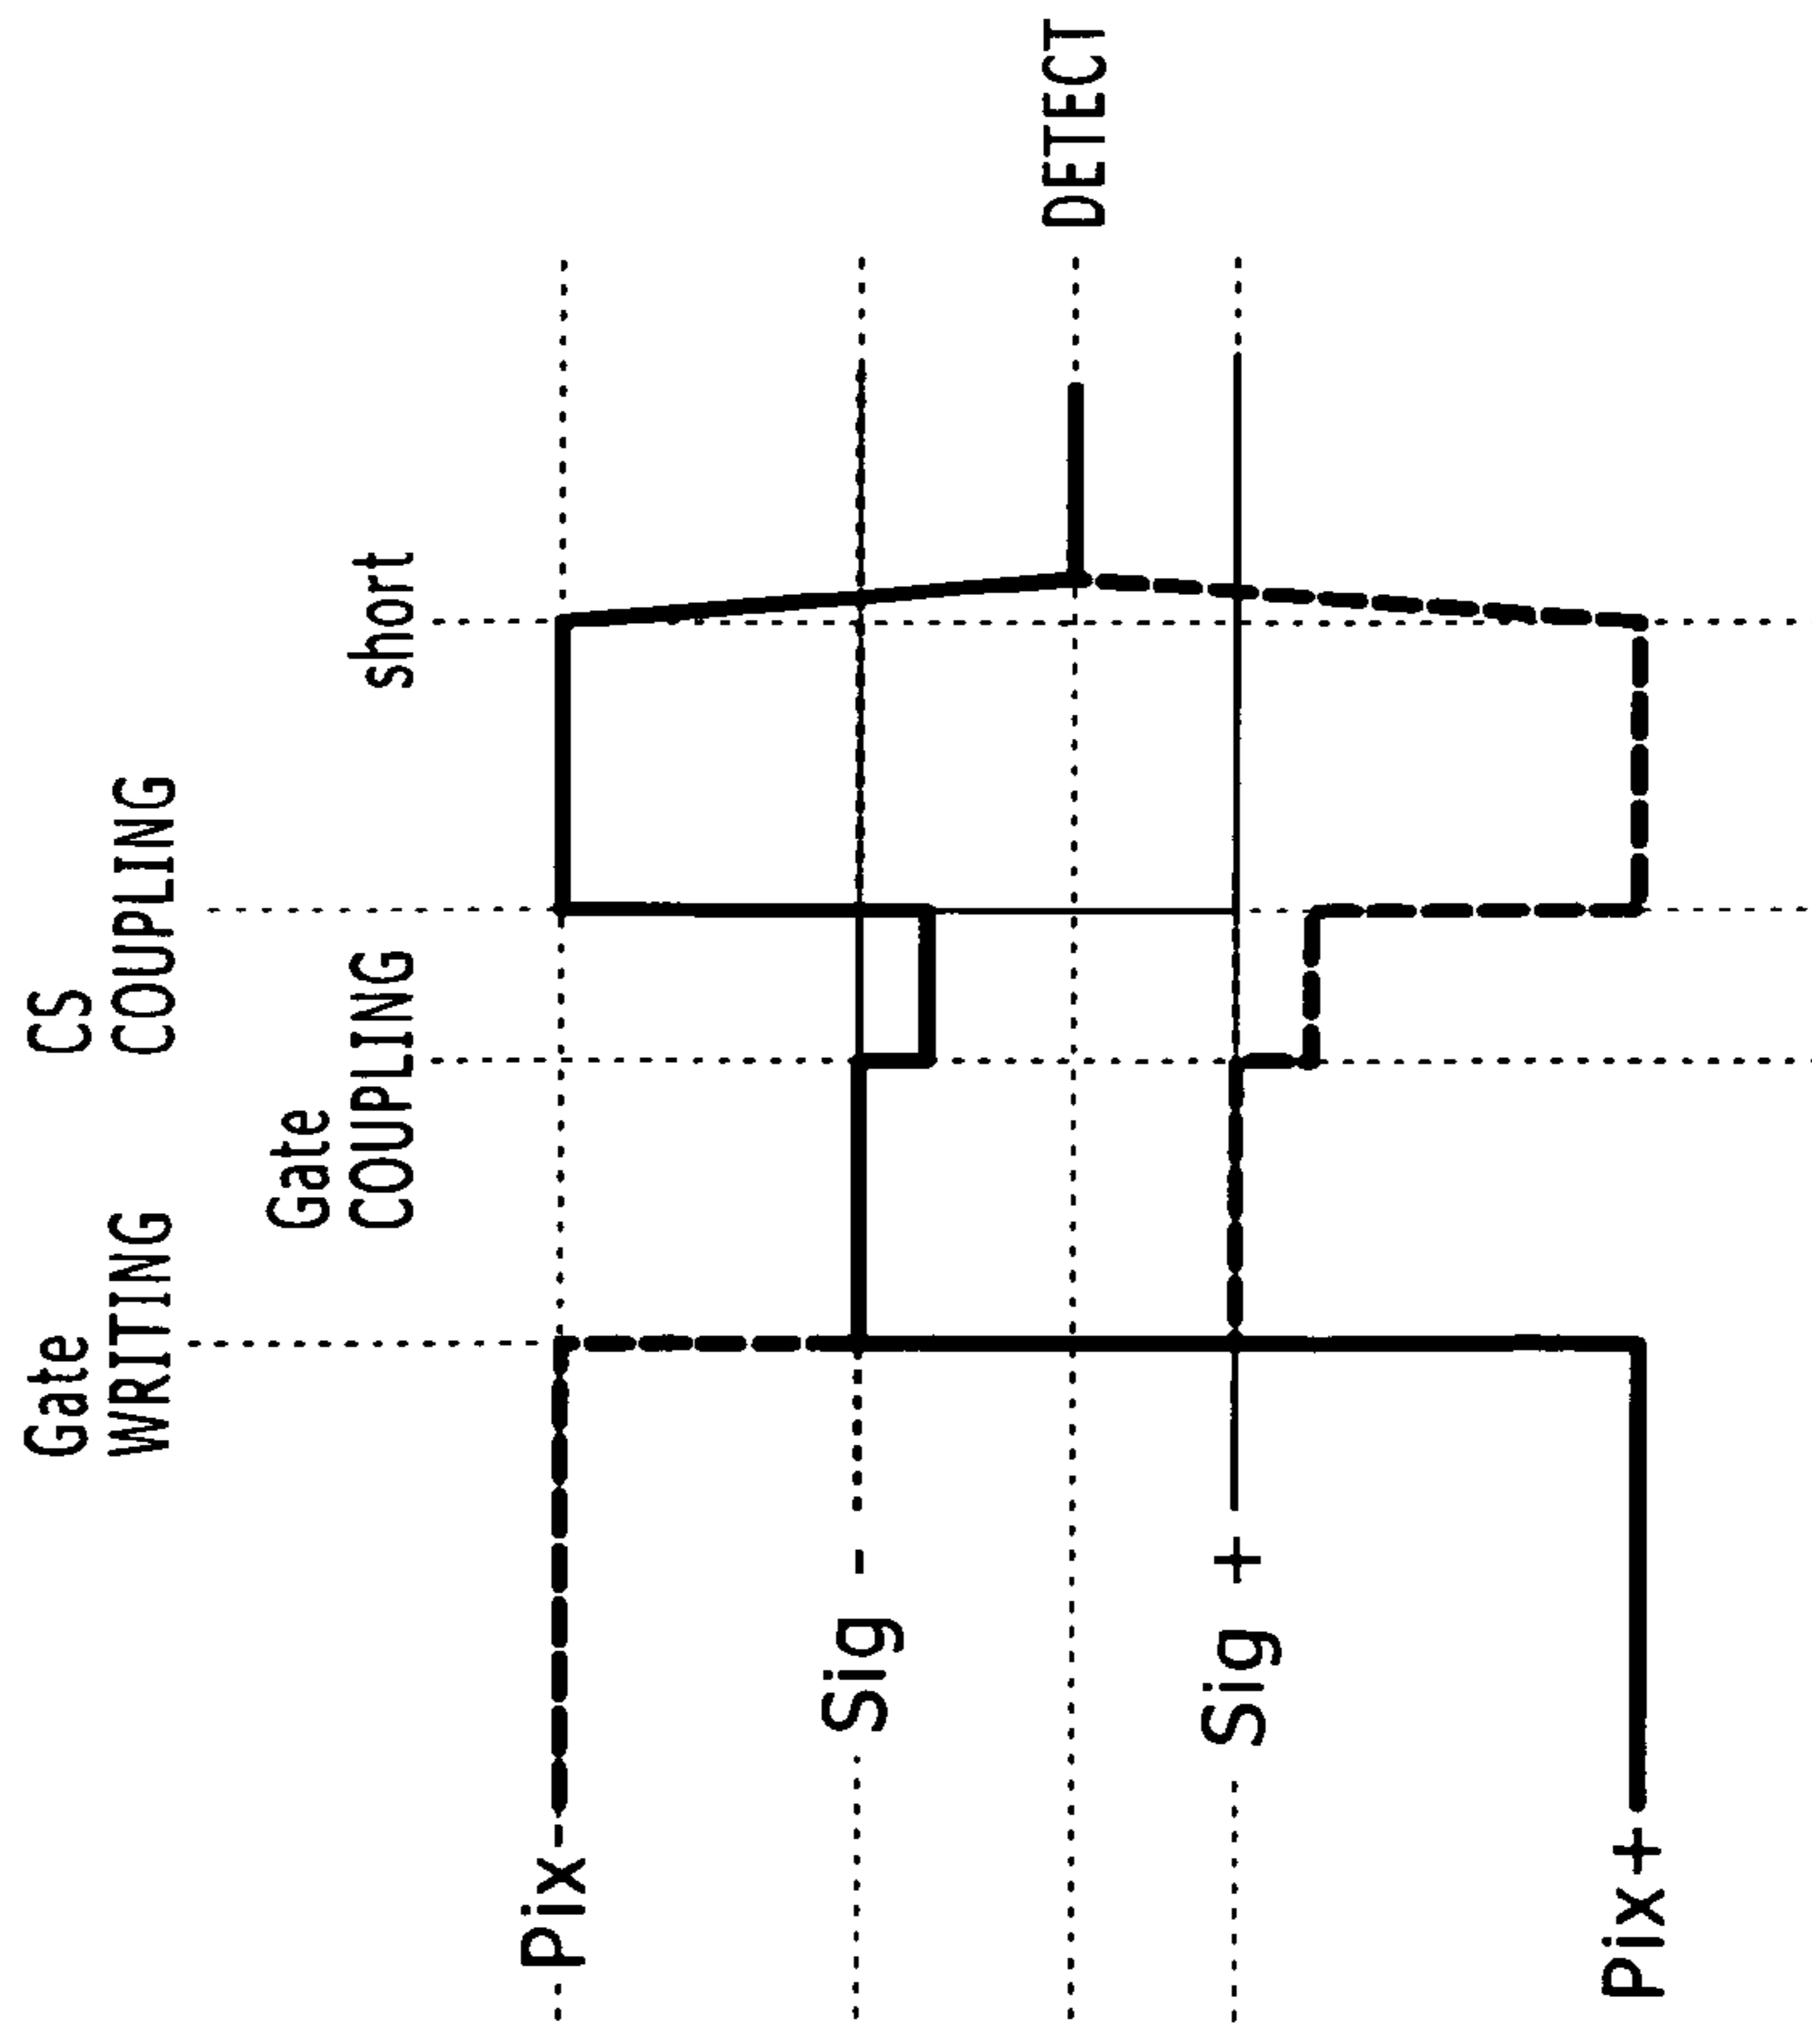 Gate
WRITING
CS
COUPLING
Gate
COUPLING
short
Pix-
Sig -
DETECT
Sig +
Pix+